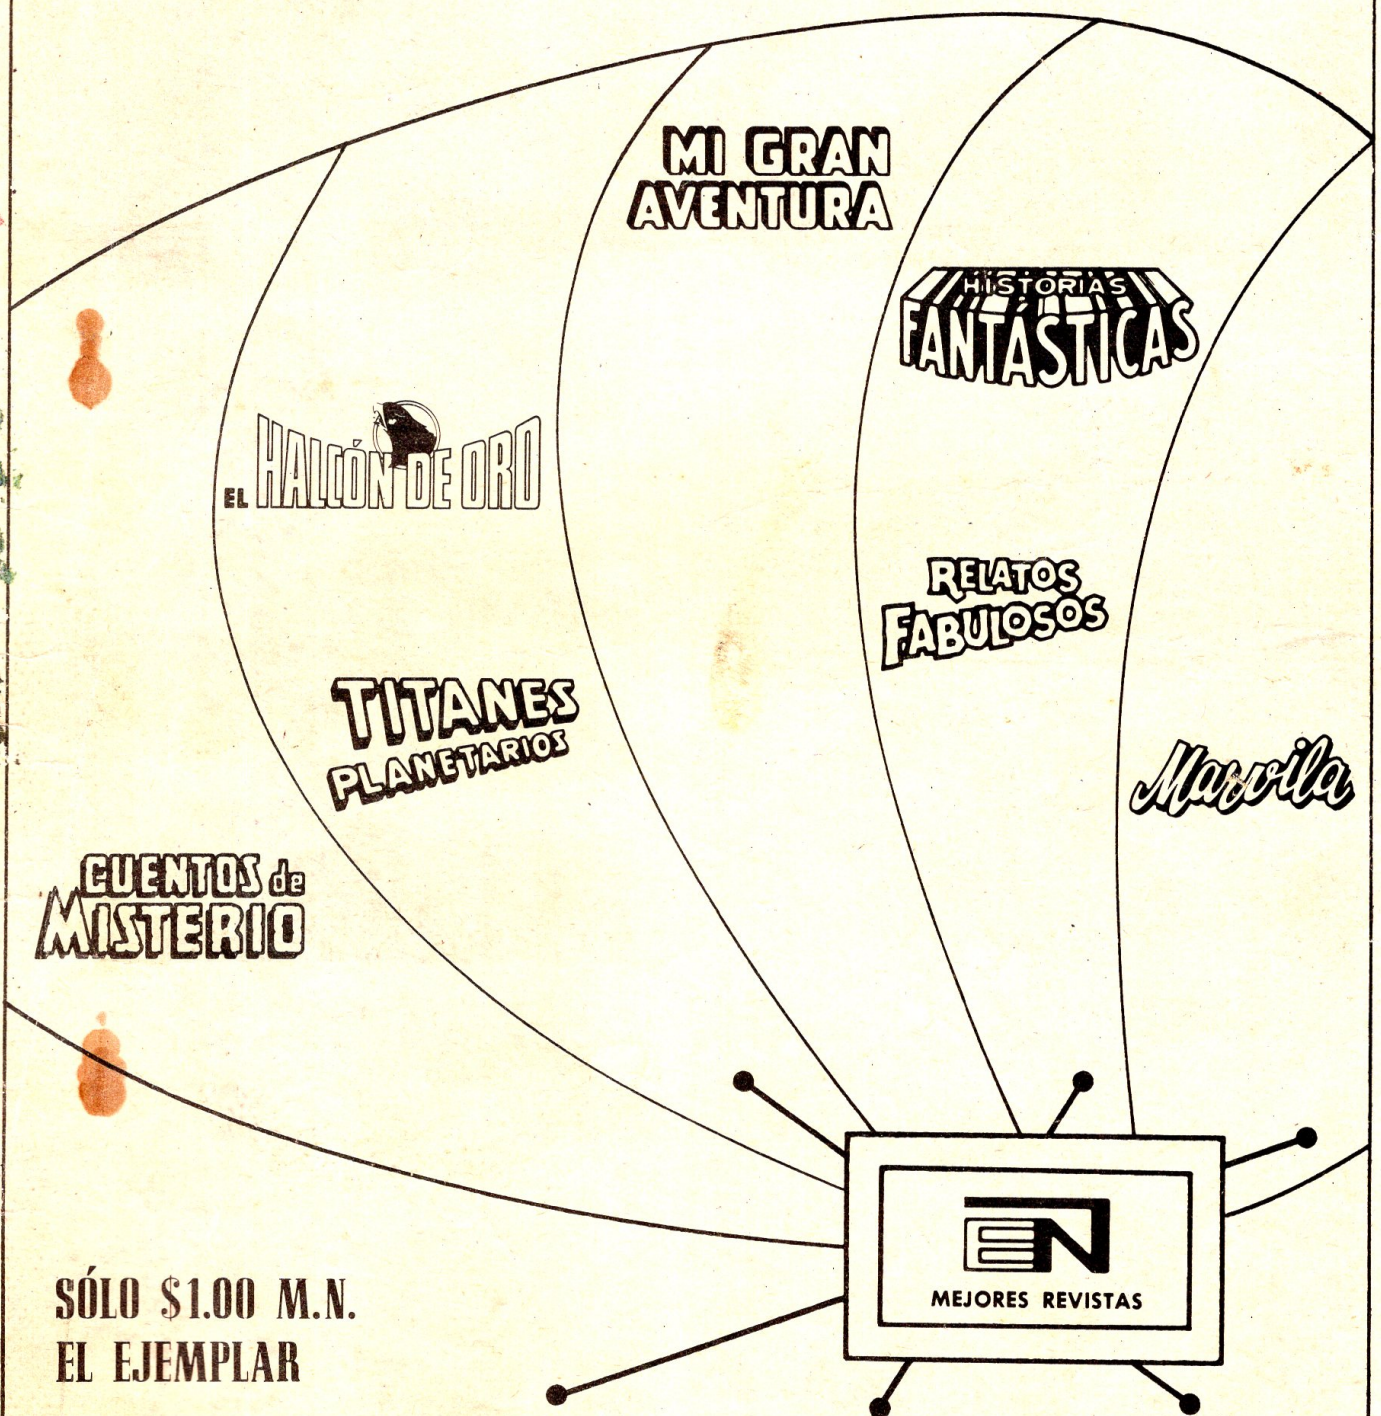 MI GRAN
AVENTURA
HISTORIAS
FANTÁSTICAS
EL HALCÓN DE ORO
RELATOS
FABULOSOS
TITANES
PLANETARIOS
Marvila
CUENTOS de
MISTERIO
EN
MEJORES REVISTAS
SÓLO $1.00 M.N.
EL EJEMPLAR